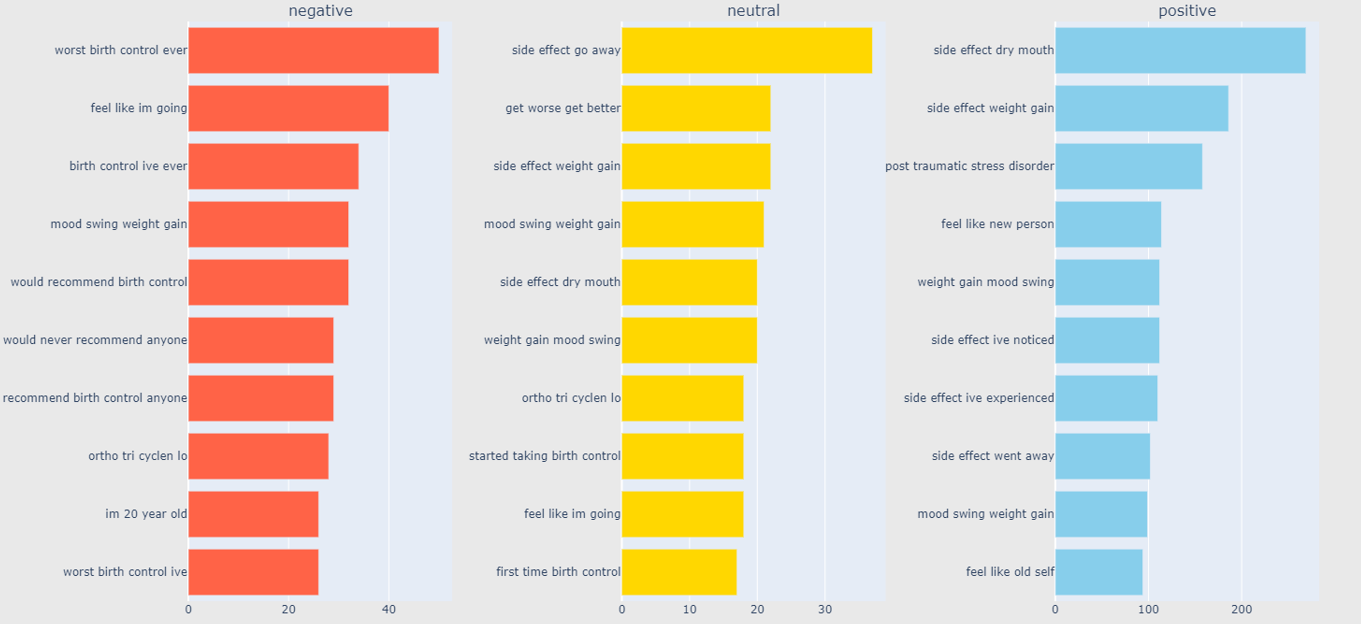 negative
worst birth control ever
feel like im going
birth control ive ever
mood swing weight gain
would recommend birth control
would never recommend anyone
recommend birth control anyone
ortho tri cyclen lo
im 20 year old
worst birth control ive
0 20 40
neutral
side effect go away
get worse get better
side effect weight gain
mood swing weight gain
side effect dry mouth
weight gain mood swing
ortho tri cyclen lo
started taking birth control
feel like im going
first time birth control
0 10 20 30
positive
side effect dry mouth
side effect weight gain
post traumatic stress disorder
feel like new person
weight gain mood swing
side effect ive noticed
side effect ive experienced
side effect went away
mood swing weight gain
feel like old self
0 100 200